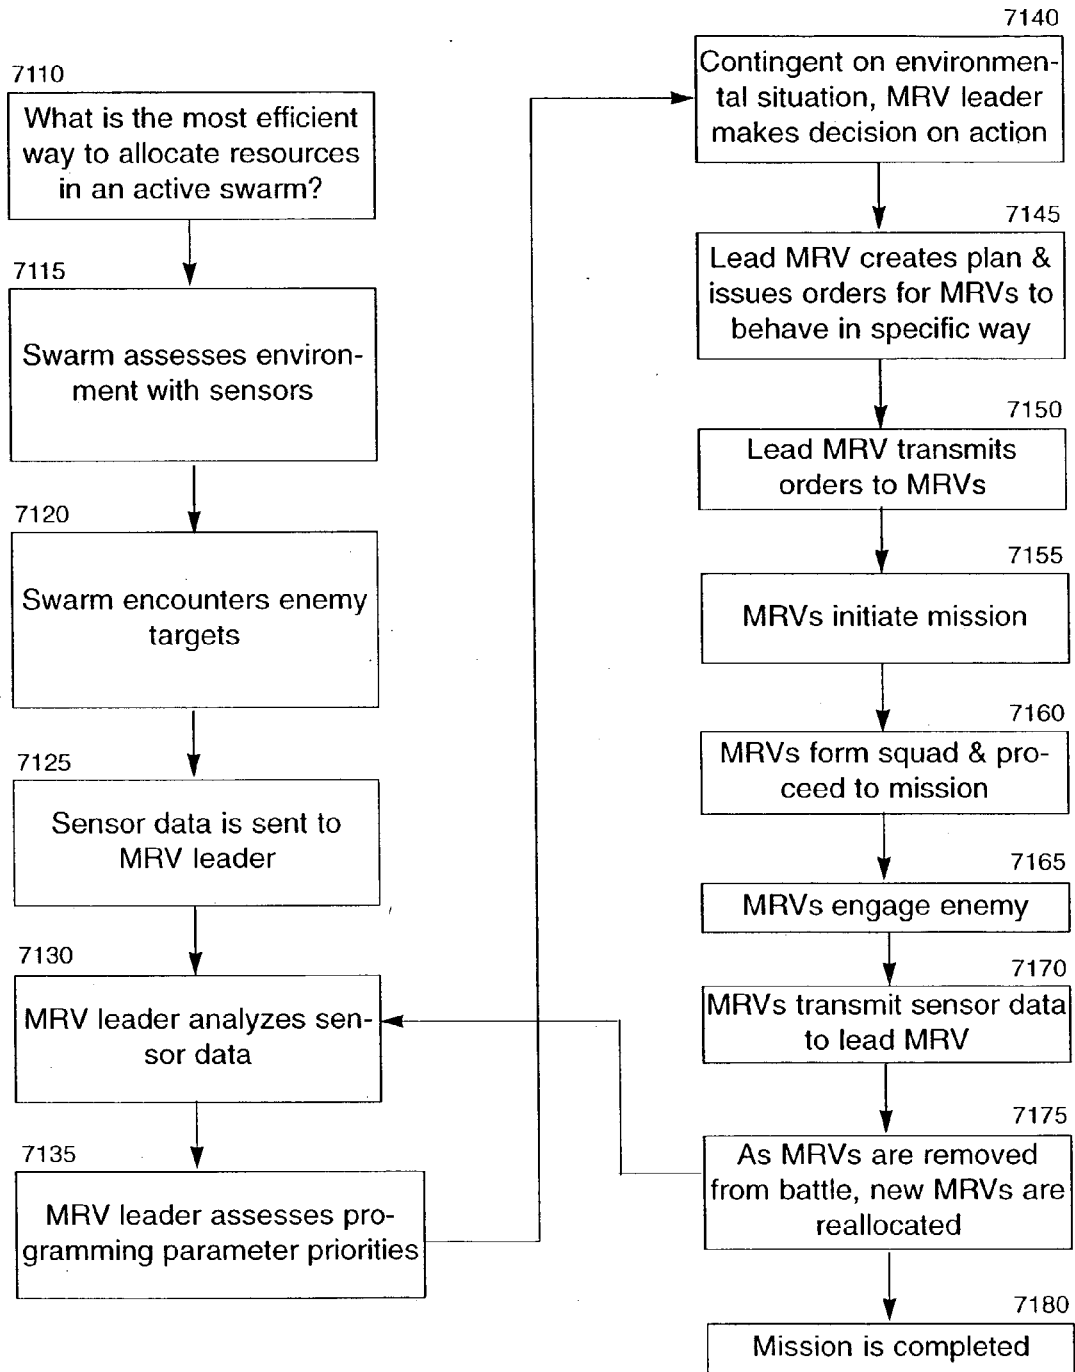 7110
What is the most efficient
way to allocate resources
in an active swarm?
7115
Swarm assesses environ-
ment with sensors
7120
Swarm encounters enemy
targets
7125
Sensor data is sent to
MRV leader
7130
MRV leader analyzes sen-
sor data
7135
MRV leader assesses pro-
gramming parameter priorities
7140
Contingent on environmen-
tal situation, MRV leader
makes decision on action
7145
Lead MRV creates plan &
issues orders for MRVs to
behave in specific way
7150
Lead MRV transmits
orders to MRVs
7155
MRVs initiate mission
7160
MRVs form squad & pro-
ceed to mission
7165
MRVs engage enemy
7170
MRVs transmit sensor data
to lead MRV
7175
As MRVs are removed
from battle, new MRVs are
reallocated
7180
Mission is completed